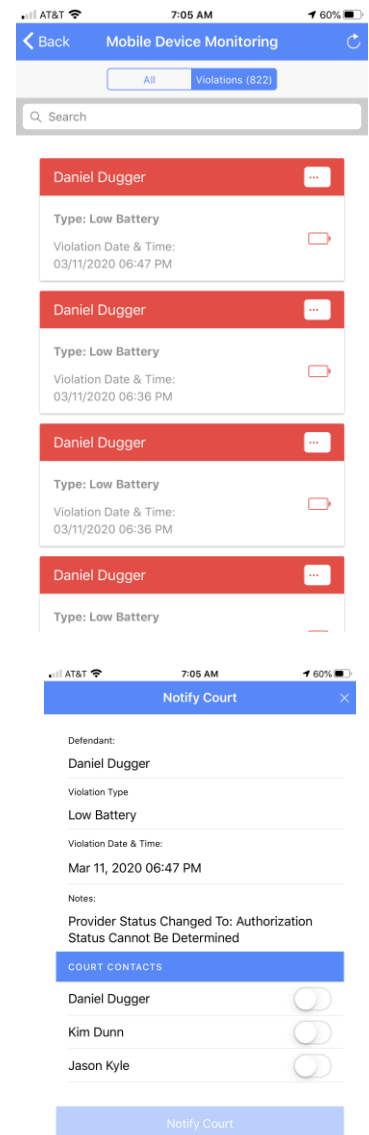 AT&T 7:05 AM 60%
Back Mobile Device Monitoring
All Violations (822)
Search
Daniel Dugger ...
Type: Low Battery
Violation Date & Time:
03/11/2020 06:47 PM
Daniel Dugger ...
Type: Low Battery
Violation Date & Time:
03/11/2020 06:36 PM
Daniel Dugger ...
Type: Low Battery
Violation Date & Time:
03/11/2020 06:36 PM
Daniel Dugger ...
Type: Low Battery
AT&T 7:05 AM 60%
Notify Court
Defendant:
Daniel Dugger
Violation Type
Low Battery
Violation Date & Time:
Mar 11, 2020 06:47 PM
Notes:
Provider Status Changed To: Authorization
Status Cannot Be Determined
COURT CONTACTS
Daniel Dugger
Kim Dunn
Jason Kyle
Notify Court